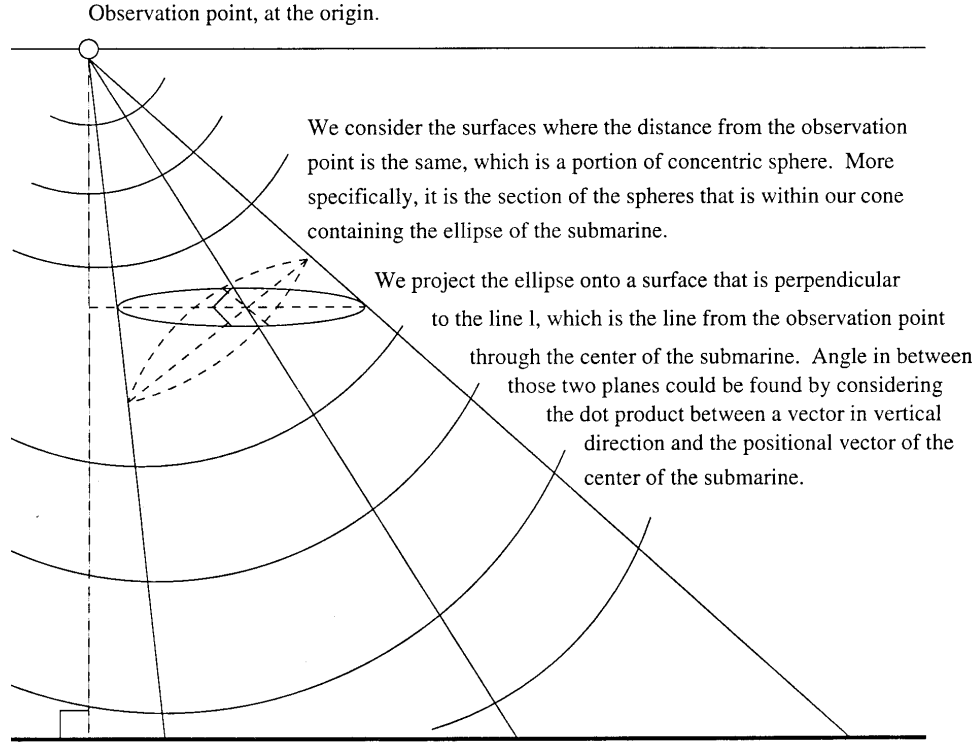 Observation point, at the origin.
We consider the surfaces where the distance from the observation
point is the same, which is a portion of concentric sphere. More
specifically, it is the section of the spheres that is within our cone
containing the ellipse of the submarine.
We project the ellipse onto a surface that is perpendicular
to the line l, which is the line from the observation point
through the center of the submarine. Angle in between
those two planes could be found by considering
the dot product between a vector in vertical
direction and the positional vector of the
center of the submarine.